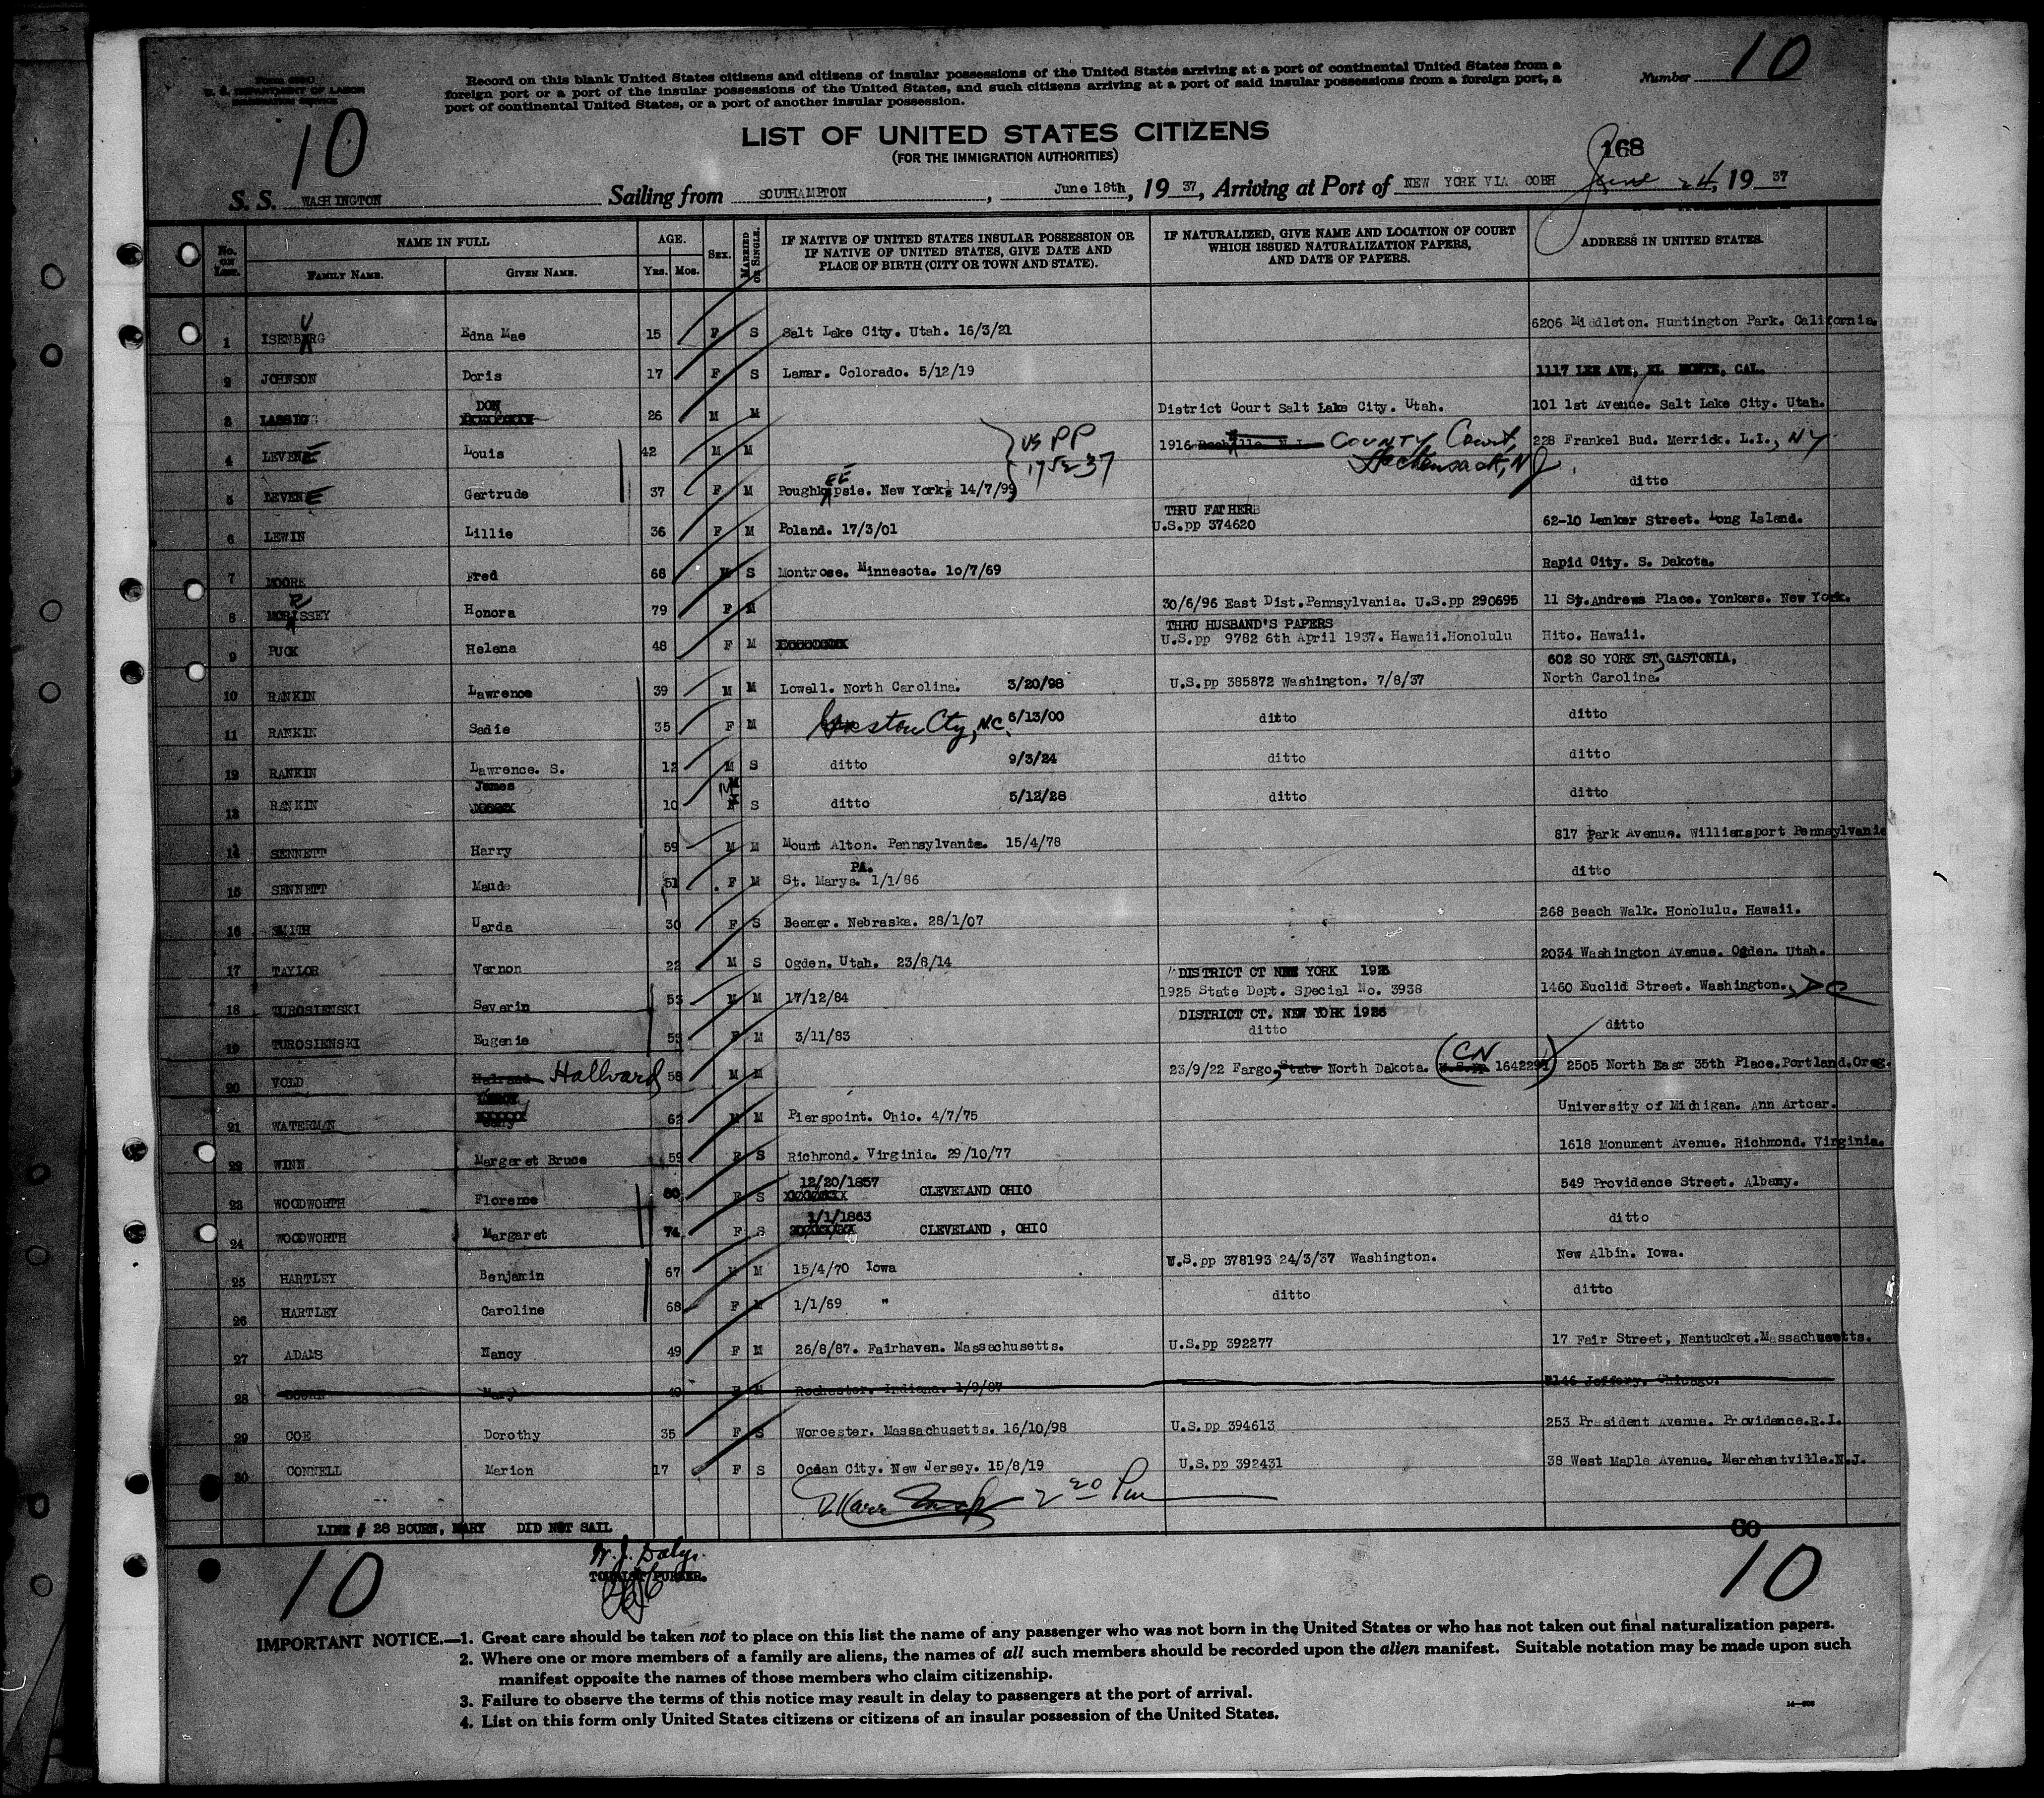 Form 630 D
U. S. DEPARTMENT OF LABOR
IMMIGRATION SERVICE
Record on this blank United States citizens and citizens of insular possessions of the United States arriving at a port of continental United States from a
foreign port or a port of the insular possessions of the United States, and such citizens arriving at a port of said insular possessions from a foreign port, a
port of continental United States, or a port of another insular possession.
Number 10
10
LIST OF UNITED STATES CITIZENS
(FOR THE IMMIGRATION AUTHORITIES)
168
S. S. WASHINGTON Sailing from SOUTHAMPTON, June 18th, 1937, Arriving at Port of NEW YORK VIA COBH June 24, 1937
No. on List. NAME IN FULL FAMILY NAME. GIVEN NAME. AGE. Yrs. Mos. SEX. MARRIED OR SINGLE. IF NATIVE OF UNITED STATES INSULAR POSSESSION OR IF NATIVE OF UNITED STATES, GIVE DATE AND PLACE OF BIRTH (CITY OR TOWN AND STATE). IF NATURALIZED, GIVE NAME AND LOCATION OF COURT WHICH ISSUED NATURALIZATION PAPERS, AND DATE OF PAPERS. ADDRESS IN UNITED STATES.
1 ISENBURG Edna Mae 15 F S Salt Lake City. Utah. 16/3/21 6206 Middleton. Huntington Park. California.
2 JOHNSON Doris 17 F S Lamar. Colorado. 5/12/19 1117 LEE AVE, EL MONTE, CAL.
3 LASSIG DON 26 M M District Court Salt Lake City. Utah. 101 1st Avenue. Salt Lake City. Utah.
4 LEVENE Louis 42 M M US PP 1916 COUNTY Court, Hackensack, N J. 228 Frankel Bud. Merrick. L.I., NY
5 LEVENE Gertrude 37 F M Poughkeepsie. New York. 14/7/99 ditto
6 LEWIN Lillie 36 F M Poland. 17/3/01 THRU FATHER U.S.pp 374620 62-10 Lenker Street. Long Island.
7 MOORE Fred 68 M S Montrose. Minnesota. 10/7/69 Rapid City. S. Dakota.
8 MORRISSEY Honora 79 F M 30/6/96 East Dist.Pennsylvania. U.S.pp 290695 11 St.Andrews Place. Yonkers. New York.
9 PUCK Helena 48 F M THRU HUSBAND'S PAPERS U.S.pp 9782 6th April 1937. Hawaii.Honolulu Hito. Hawaii.
10 RANKIN Lawrence 39 M M Lowell. North Carolina. 3/20/98 U.S.pp 385872 Washington. 7/8/37 602 SO YORK ST, GASTONIA, North Carolina.
11 RANKIN Sadie 35 F M Gaston Cty, N.C. 6/13/00 ditto ditto
12 RANKIN Lawrence. S. 12 M S ditto 9/3/24 ditto ditto
13 RANKIN James 10 M S ditto 5/12/28 ditto ditto
14 SENNETT Harry 59 M M Mount Alton. Pennsylvania. 15/4/78 817 Park Avenue. Williamsport Pennsylvania
15 SENNETT Maude 51 F M St. Marys. PA. 1/1/86 ditto
16 SMITH Uarda 30 F S Beemer. Nebraska. 28/1/07 268 Beach Walk. Honolulu. Hawaii.
17 TAYLOR Vernon 22 M S Ogden. Utah. 23/8/14 2034 Washington Avenue. Ogden. Utah.
18 TUROSIENSKI Severin 53 M M 17/12/84 DISTRICT CT NEW YORK 1925 1925 State Dept. Special No. 3938 1460 Euclid Street. Washington., DC
19 TUROSIENSKI Eugenie 53 F M 3/11/83 DISTRICT CT. NEW YORK 1926 ditto ditto
20 VOLD Hallvard 58 M M 23/9/22 Fargo, State North Dakota. (CN 1642291) 2505 North Easr 35th Place.Portland.Oreg.
21 WATERMAN 62 M M Pierspoint. Ohio. 4/7/75 University of Michigan. Ann Artcar.
22 WINN Margaret Bruce 59 F S Richmond. Virginia. 29/10/77 1618 Monument Avenue. Richmond. Virginia.
23 WOODWORTH Florence 80 F S 12/20/1857 CLEVELAND OHIO 549 Providence Street. Albany.
24 WOODWORTH Margaret 74 F S 1/1/1863 CLEVELAND , OHIO ditto
25 HARTLEY Benjamin 67 M M 15/4/70 Iowa U.S.pp 378193 24/3/37 Washington. New Albin. Iowa.
26 HARTLEY Caroline 68 F M 1/1/69 " ditto ditto
27 ADAMS Nancy 49 F M 26/8/87. Fairhaven. Massachusetts. U.S.pp 392277 17 Fair Street, Nantucket.Massachusetts.
28 BOURN Mary 49 F M Rochester. Indiana. 1/9/87 Jeffery. Chicago.
29 COE Dorothy 35 F S Worcester. Massachusetts. 16/10/98 U.S.pp 394613 253 President Avenue. Providence.R.I.
30 CONNELL Marion 17 F S Ocean City. New Jersey. 15/8/19 U.S.pp 392431 38 West Maple Avenue. Merchantville.N.J.
2 20 Pm
LINE # 28 BOURN, MARY DID NOT SAIL
60
10 W. J. Daly. 10
TOURIST PURSER.
IMPORTANT NOTICE.—1. Great care should be taken not to place on this list the name of any passenger who was not born in the United States or who has not taken out final naturalization papers.
2. Where one or more members of a family are aliens, the names of all such members should be recorded upon the alien manifest. Suitable notation may be made upon such
manifest opposite the names of those members who claim citizenship.
3. Failure to observe the terms of this notice may result in delay to passengers at the port of arrival.
4. List on this form only United States citizens or citizens of an insular possession of the United States.